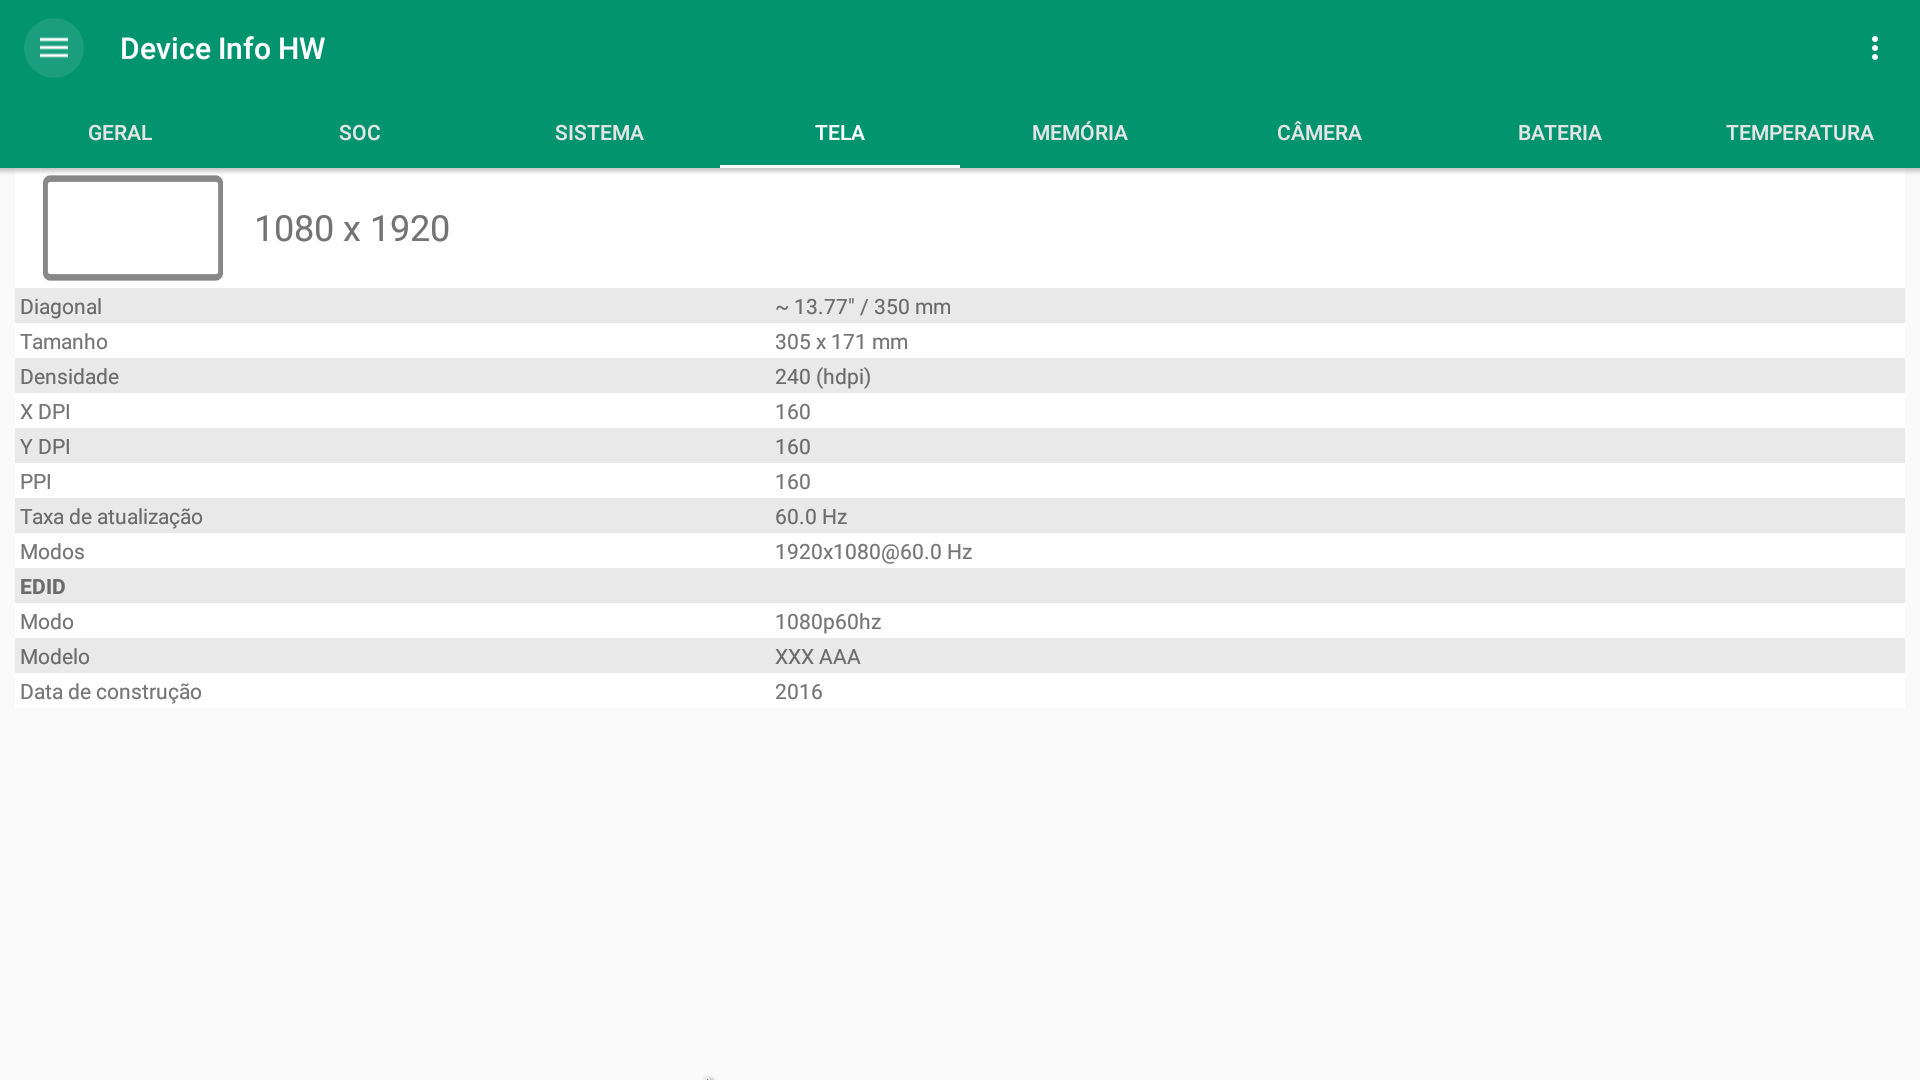 Device Info HW
GERAL SOC SISTEMA TELA MEMÓRIA CÂMERA BATERIA TEMPERATURA
1080 x 1920
Diagonal ~ 13.77" / 350 mm
Tamanho 305 x 171 mm
Densidade 240 (hdpi)
X DPI 160
Y DPI 160
PPI 160
Taxa de atualização 60.0 Hz
Modos 1920x1080@60.0 Hz
EDID
Modo 1080p60hz
Modelo XXX AAA
Data de construção 2016